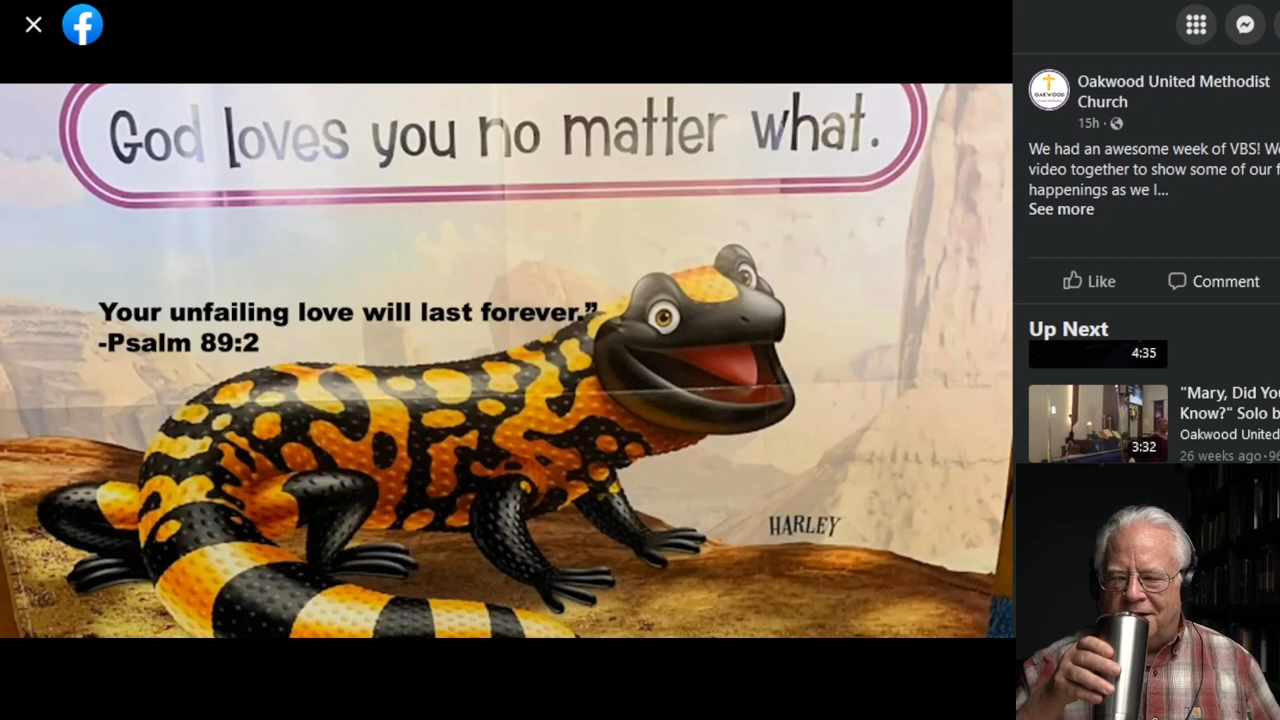 God loves you no matter what.
Your unfailing love will last forever.”
-Psalm 89:2
HARLEY
Oakwood United Methodist
Church
15h ·
We had an awesome week of VBS! We
video together to show some of our f
happenings as we l...
See more
Like
Comment
Up Next
4:35
"Mary, Did You
Know?" Solo b
Oakwood United
3:32
26 weeks ago · 96
OAKWOOD